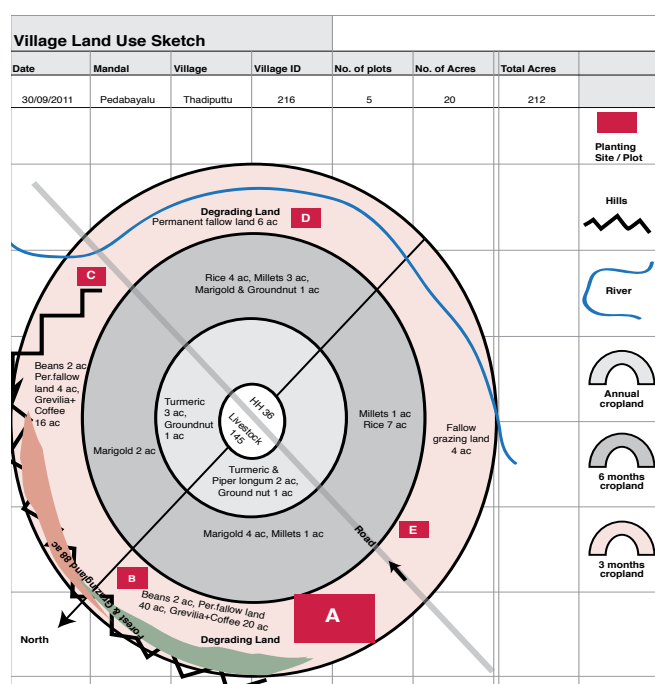 Village Land Use Sketch
Date Mandal Village Village ID No. of plots No. of Acres Total Acres
30/09/2011 Pedabayalu Thadiputtu 216 5 20 212
Planting
Site / Plot
Hills
River
Annual
cropland
6 months
cropland
3 months
cropland
Degrading Land
Permanent fallow land 6 ac
D
C
Rice 4 ac, Millets 3 ac,
Marigold & Groundnut 1 ac
Beans 2 ac
Per.fallow
land 4 ac,
Grevilia+
Coffee
16 ac
Turmeric
3 ac,
Groundnut
1 ac
HH 36
Livestock
145
Millets 1 ac
Rice 7 ac
Fallow
grazing land
4 ac
Marigold 2 ac
Turmeric &
Piper longum 2 ac,
Ground nut 1 ac
Marigold 4 ac, Millets 1 ac
Road
E
B
Beans 2 ac, Per.fallow land
40 ac, Grevilia+Coffee 20 ac
A
Degrading Land
Forest & Grazingland 88 ac
North